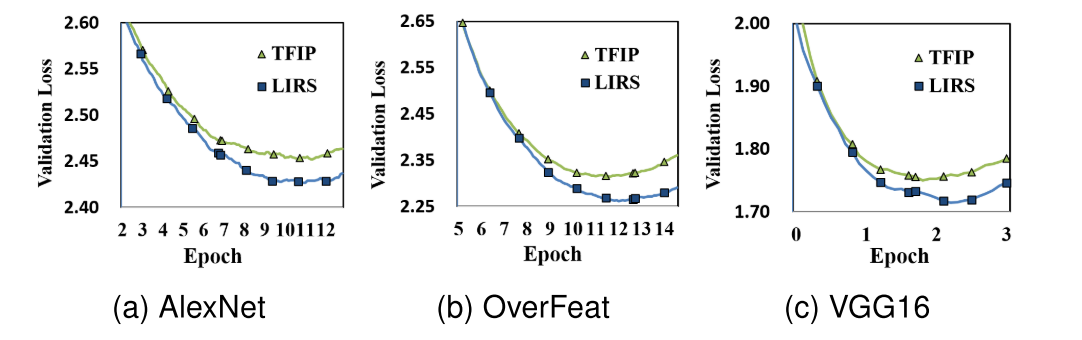 2.60
2.55
2.50
2.45
2.40
Validation Loss
TFIP
LIRS
2 3 4 5 6 7 8 9 101112
Epoch
(a) AlexNet
2.65
2.55
2.45
2.35
2.25
Validation Loss
TFIP
LIRS
5 6 7 8 9 10 11 12 13 14
Epoch
(b) OverFeat
2.00
1.90
1.80
1.70
Validation Loss
TFIP
LIRS
0 1 2 3
Epoch
(c) VGG16